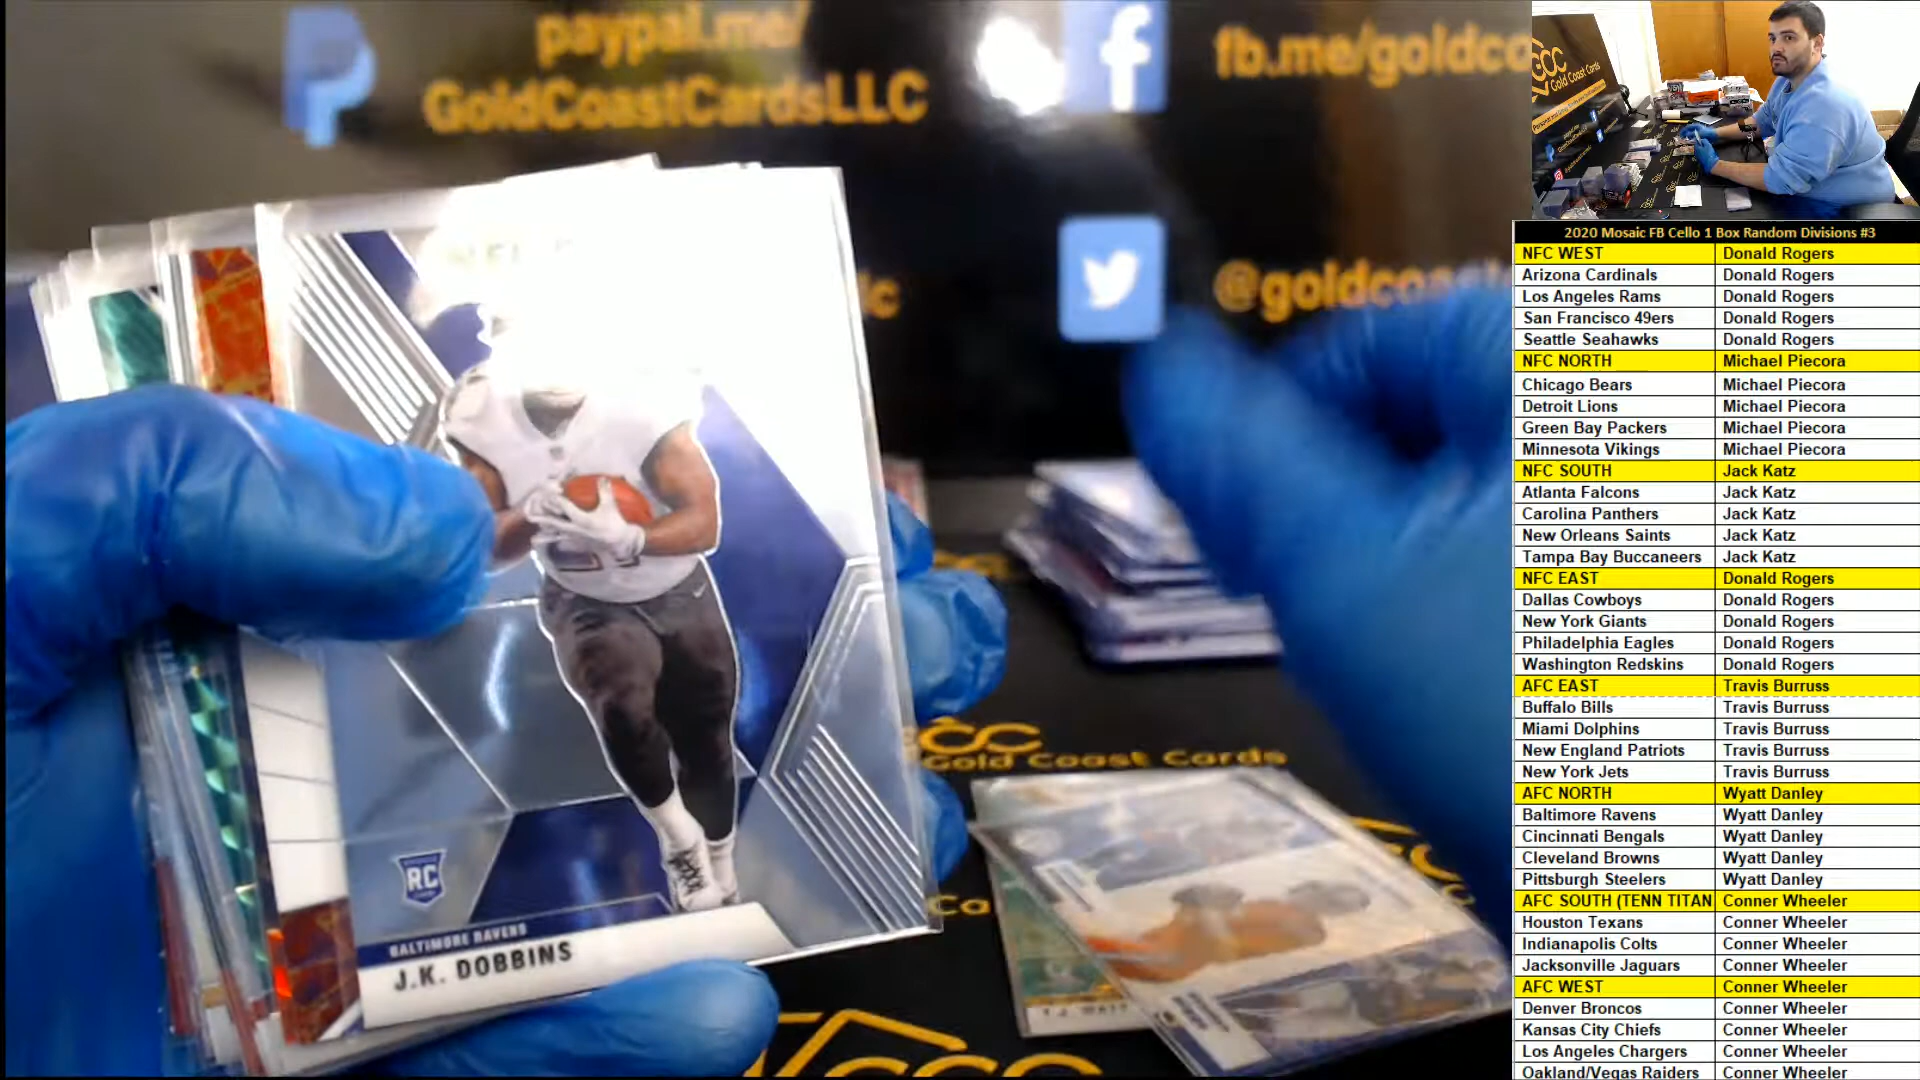 paypal.me/
GoldCoastCardsLLC
fb.me/goldco
@goldcoast
lc
GCC
Gold Coast Cards
RC
BALTIMORE RAVENS
J.K. DOBBINS
Gold Coast Cards
Ca
2020 Mosaic FB Cello 1 Box Random Divisions #3
NFC WEST Donald Rogers
Arizona Cardinals Donald Rogers
Los Angeles Rams Donald Rogers
San Francisco 49ers Donald Rogers
Seattle Seahawks Donald Rogers
NFC NORTH Michael Piecora
Chicago Bears Michael Piecora
Detroit Lions Michael Piecora
Green Bay Packers Michael Piecora
Minnesota Vikings Michael Piecora
NFC SOUTH Jack Katz
Atlanta Falcons Jack Katz
Carolina Panthers Jack Katz
New Orleans Saints Jack Katz
Tampa Bay Buccaneers Jack Katz
NFC EAST Donald Rogers
Dallas Cowboys Donald Rogers
New York Giants Donald Rogers
Philadelphia Eagles Donald Rogers
Washington Redskins Donald Rogers
AFC EAST Travis Burruss
Buffalo Bills Travis Burruss
Miami Dolphins Travis Burruss
New England Patriots Travis Burruss
New York Jets Travis Burruss
AFC NORTH Wyatt Danley
Baltimore Ravens Wyatt Danley
Cincinnati Bengals Wyatt Danley
Cleveland Browns Wyatt Danley
Pittsburgh Steelers Wyatt Danley
AFC SOUTH (TENN TITAN Conner Wheeler
Houston Texans Conner Wheeler
Indianapolis Colts Conner Wheeler
Jacksonville Jaguars Conner Wheeler
AFC WEST Conner Wheeler
Denver Broncos Conner Wheeler
Kansas City Chiefs Conner Wheeler
Los Angeles Chargers Conner Wheeler
Oakland/Vegas Raiders Conner Wheeler